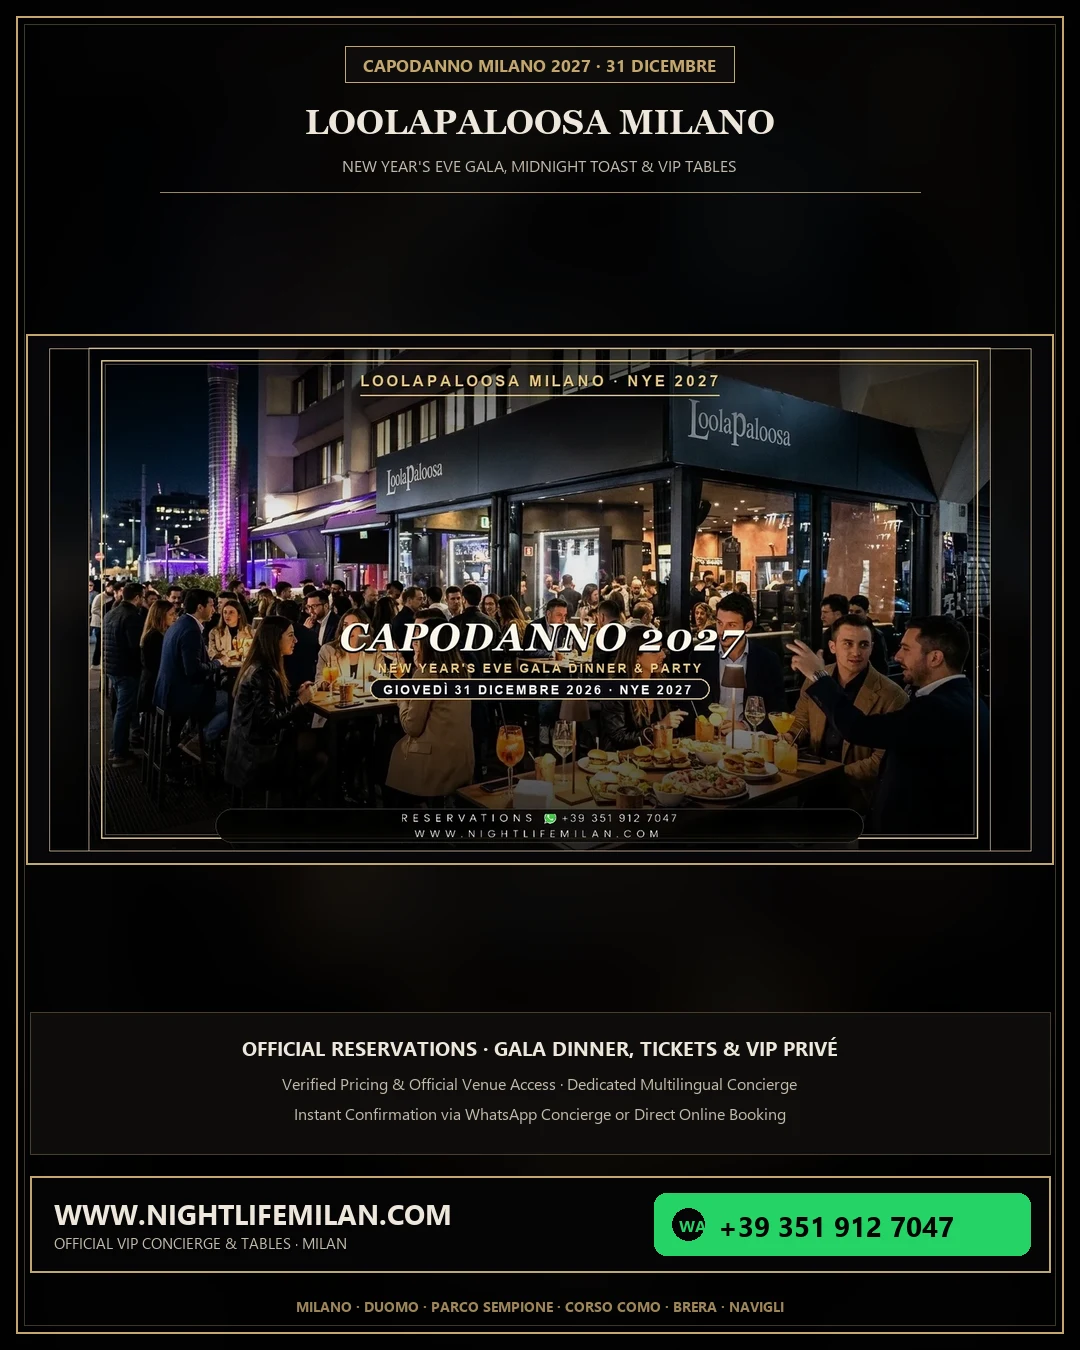 CAPODANNO MILANO 2027 · 31 DICEMBRE
LOOLAPALOOSA MILANO
NEW YEAR'S EVE GALA, MIDNIGHT TOAST & VIP TABLES
LOOLAPALOOSA MILANO · NYE 2027
LoolaPaloosa
LoolaPaloosa
CAPODANNO 2027
NEW YEAR'S EVE GALA DINNER & PARTY
GIOVEDÌ 31 DICEMBRE 2026 · NYE 2027
RESERVATIONS +39 351 912 7047
WWW.NIGHTLIFEMILAN.COM
OFFICIAL RESERVATIONS · GALA DINNER, TICKETS & VIP PRIVÉ
Verified Pricing & Official Venue Access · Dedicated Multilingual Concierge
Instant Confirmation via WhatsApp Concierge or Direct Online Booking
WWW.NIGHTLIFEMILAN.COM
OFFICIAL VIP CONCIERGE & TABLES · MILAN
WA +39 351 912 7047
MILANO · DUOMO · PARCO SEMPIONE · CORSO COMO · BRERA · NAVIGLI